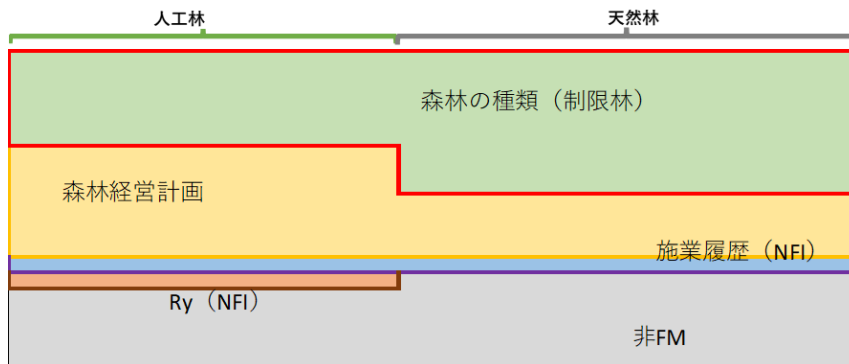 人工林
天然林
森林の種類（制限林）
森林経営計画
施業履歴（NFI）
Ry（NFI）
非FM